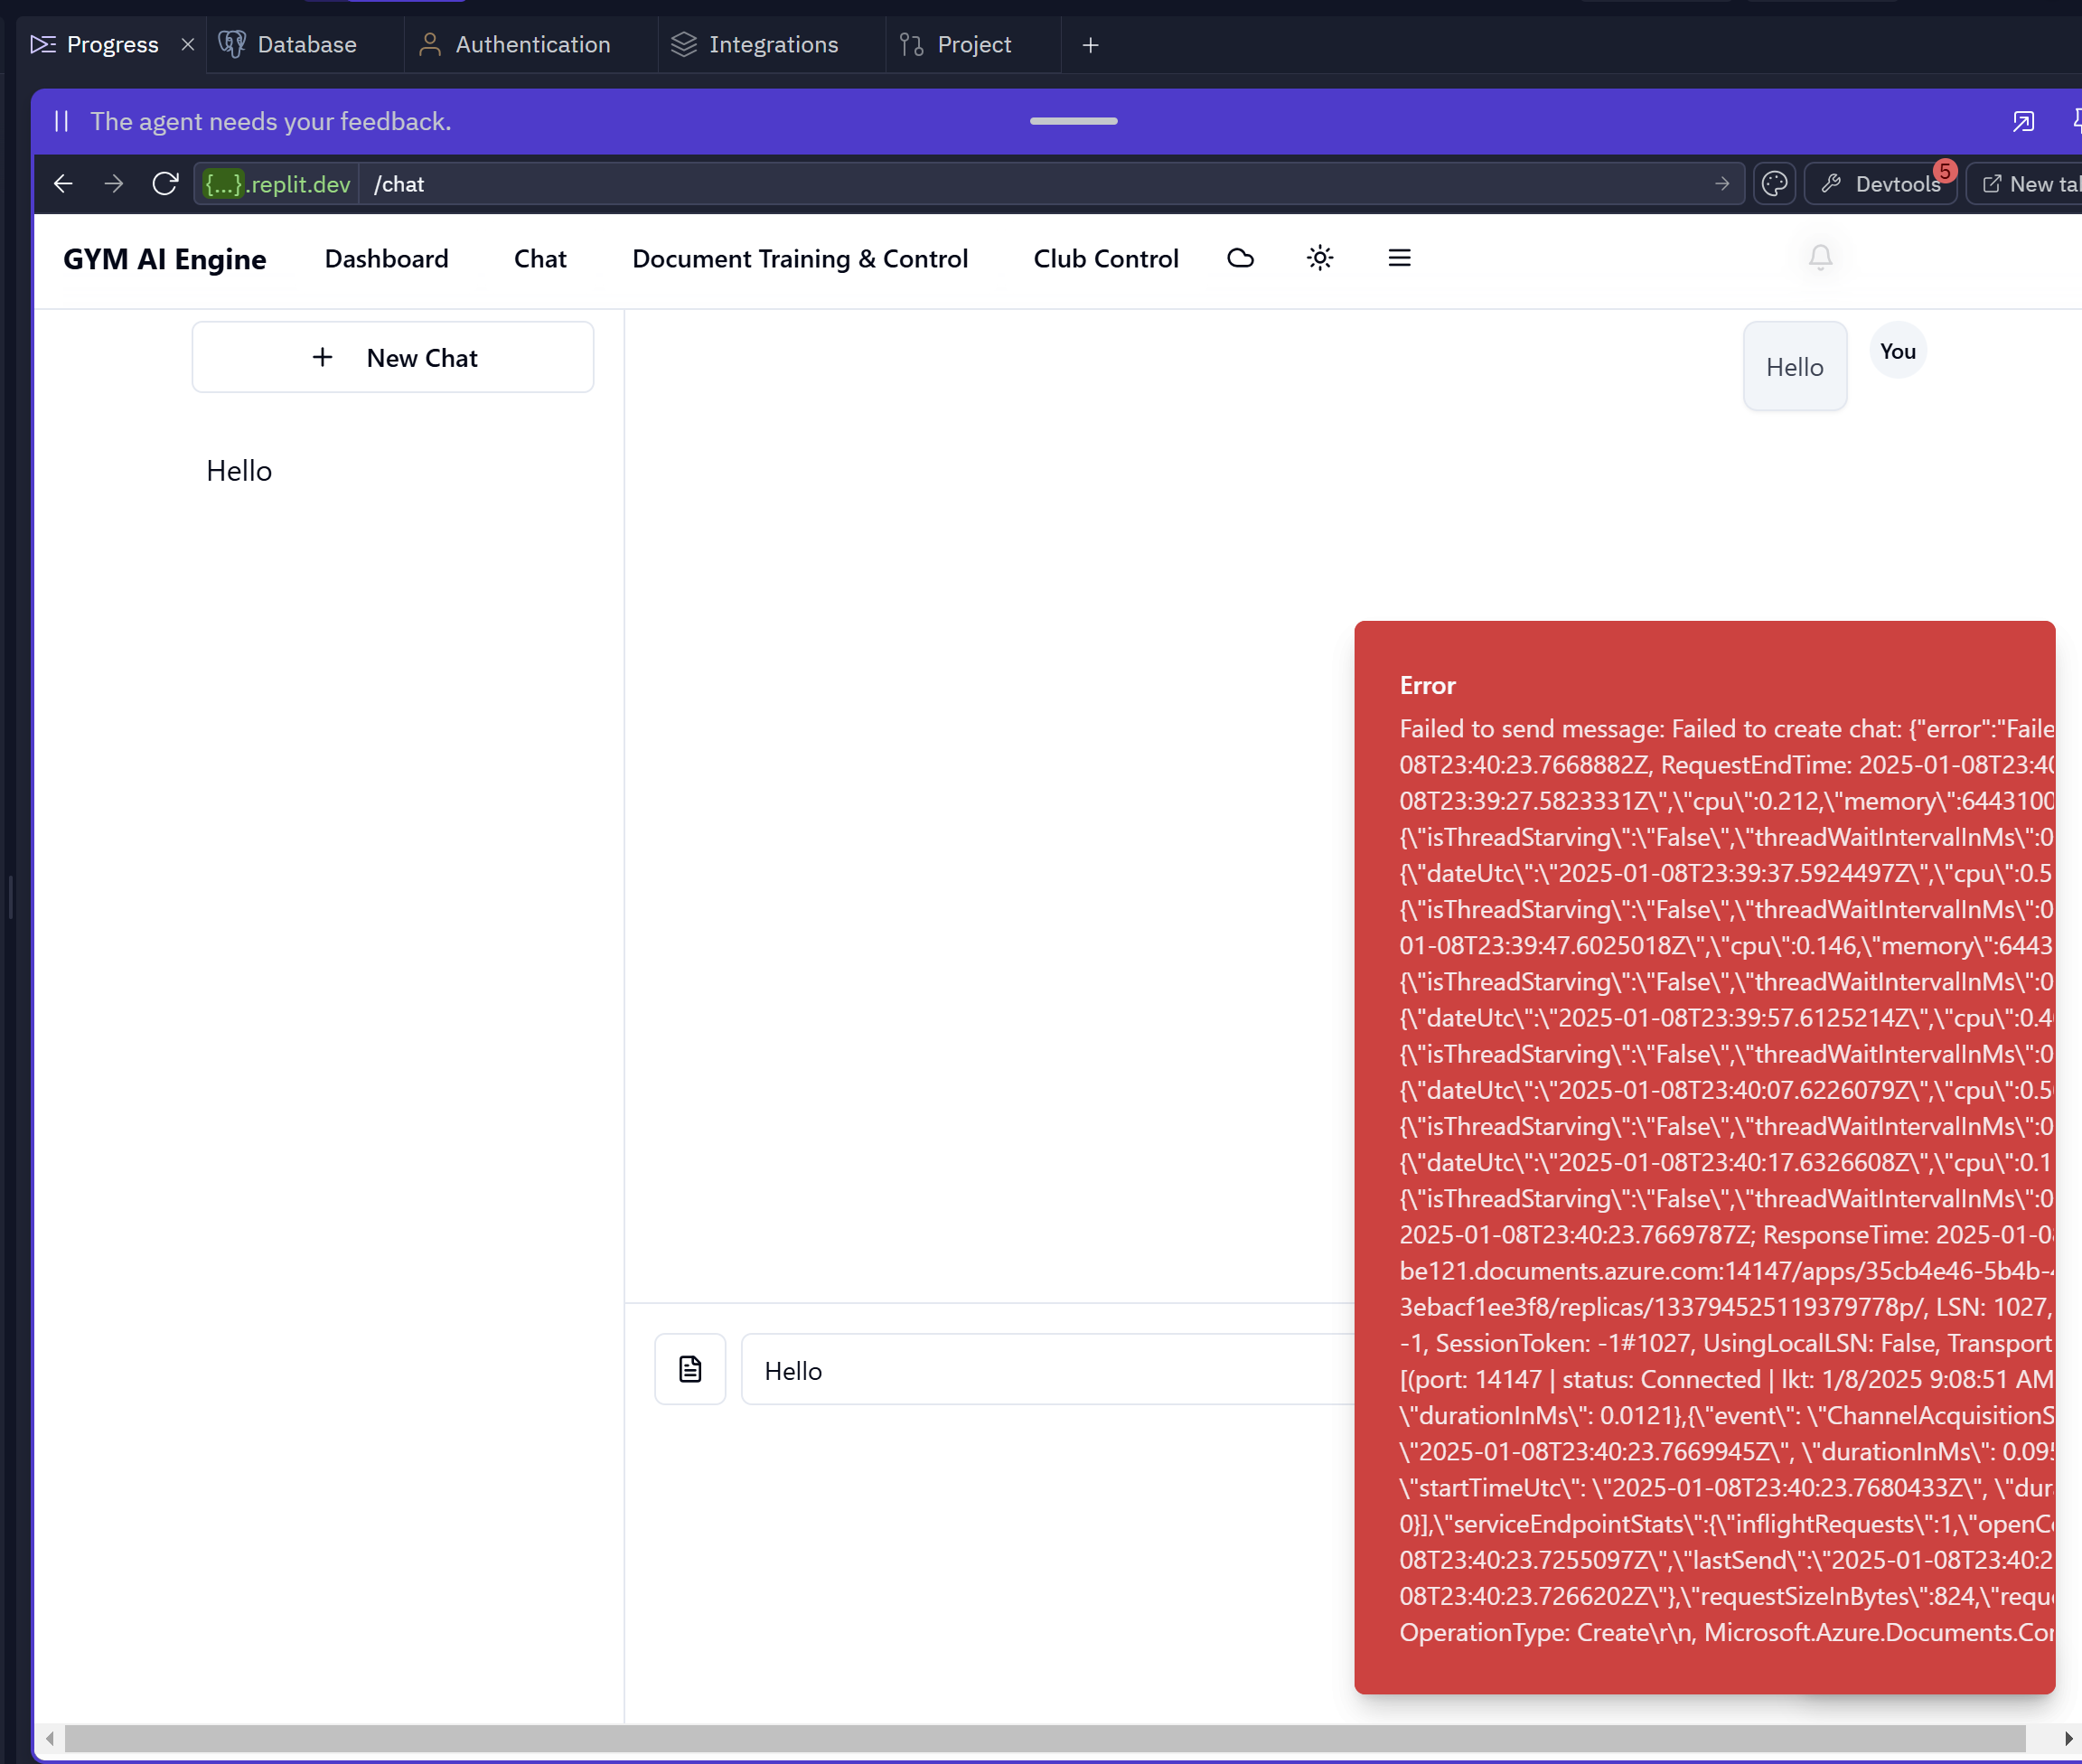 Progress
Database
Authentication
Integrations
Project
The agent needs your feedback.
{...}.replit.dev /chat
Devtools 5
New
GYM AI Engine
Dashboard
Chat
Document Training & Control
Club Control
New Chat
Hello
You
Hello
Error
Failed to send message: Failed to create chat: {"error":"Faile
08T23:40:23.7668882Z, RequestEndTime: 2025-01-08T23:40
08T23:39:27.5823331Z\",\"cpu\":0.212,\"memory\":6443100
{\"isThreadStarving\":\"False\",\"threadWaitIntervalInMs\":0
{\"dateUtc\":\"2025-01-08T23:39:37.5924497Z\",\"cpu\":0.5
{\"isThreadStarving\":\"False\",\"threadWaitIntervalInMs\":0
01-08T23:39:47.6025018Z\",\"cpu\":0.146,\"memory\":6443
{\"isThreadStarving\":\"False\",\"threadWaitIntervalInMs\":0
{\"dateUtc\":\"2025-01-08T23:39:57.6125214Z\",\"cpu\":0.4
{\"isThreadStarving\":\"False\",\"threadWaitIntervalInMs\":0
{\"dateUtc\":\"2025-01-08T23:40:07.6226079Z\",\"cpu\":0.5
{\"isThreadStarving\":\"False\",\"threadWaitIntervalInMs\":0
{\"dateUtc\":\"2025-01-08T23:40:17.6326608Z\",\"cpu\":0.1
{\"isThreadStarving\":\"False\",\"threadWaitIntervalInMs\":0
2025-01-08T23:40:23.7669787Z; ResponseTime: 2025-01-0
be121.documents.azure.com:14147/apps/35cb4e46-5b4b-
3ebacf1ee3f8/replicas/133794525119379778p/, LSN: 1027,
-1, SessionToken: -1#1027, UsingLocalLSN: False, Transport
[(port: 14147 | status: Connected | lkt: 1/8/2025 9:08:51 AM
\"durationInMs\": 0.0121},{\"event\": \"ChannelAcquisitionS
\"2025-01-08T23:40:23.7669945Z\", \"durationInMs\": 0.095
\"startTimeUtc\": \"2025-01-08T23:40:23.7680433Z\", \"dur
0}],\"serviceEndpointStats\":{\"inflightRequests\":1,\"openC
08T23:40:23.7255097Z\",\"lastSend\":\"2025-01-08T23:40:2
08T23:40:23.7266202Z\"},\"requestSizeInBytes\":824,\"requ
OperationType: Create\r\n, Microsoft.Azure.Documents.Co
Hello